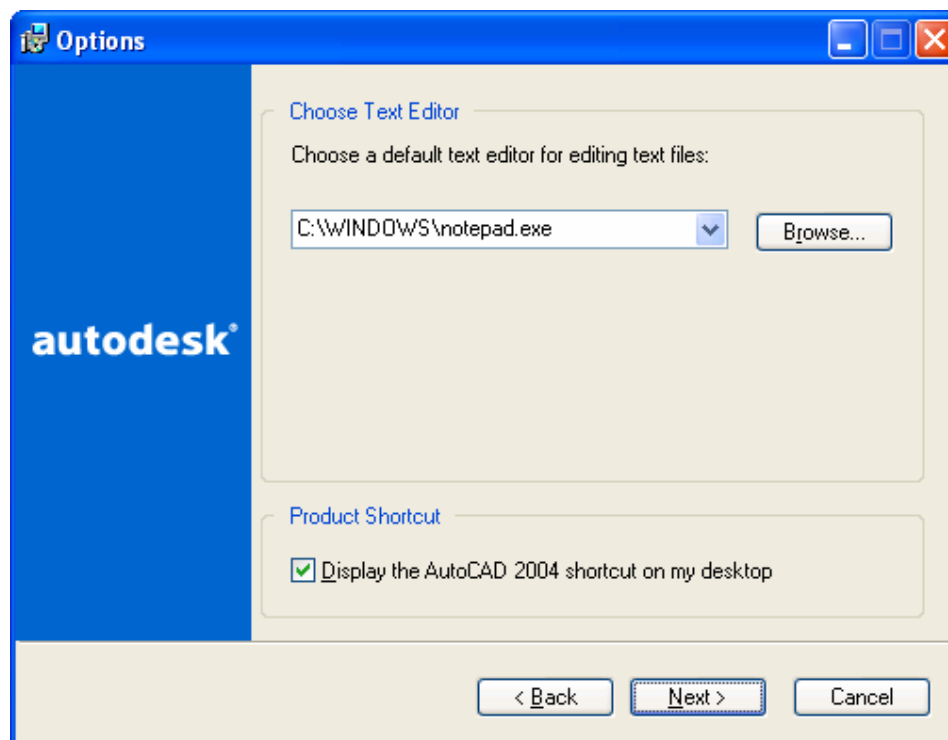 Options
Choose Text Editor
Choose a default text editor for editing text files:
C:\WINDOWS\notepad.exe
Browse...
autodesk®
Product Shortcut
Display the AutoCAD 2004 shortcut on my desktop
< Back
Next >
Cancel